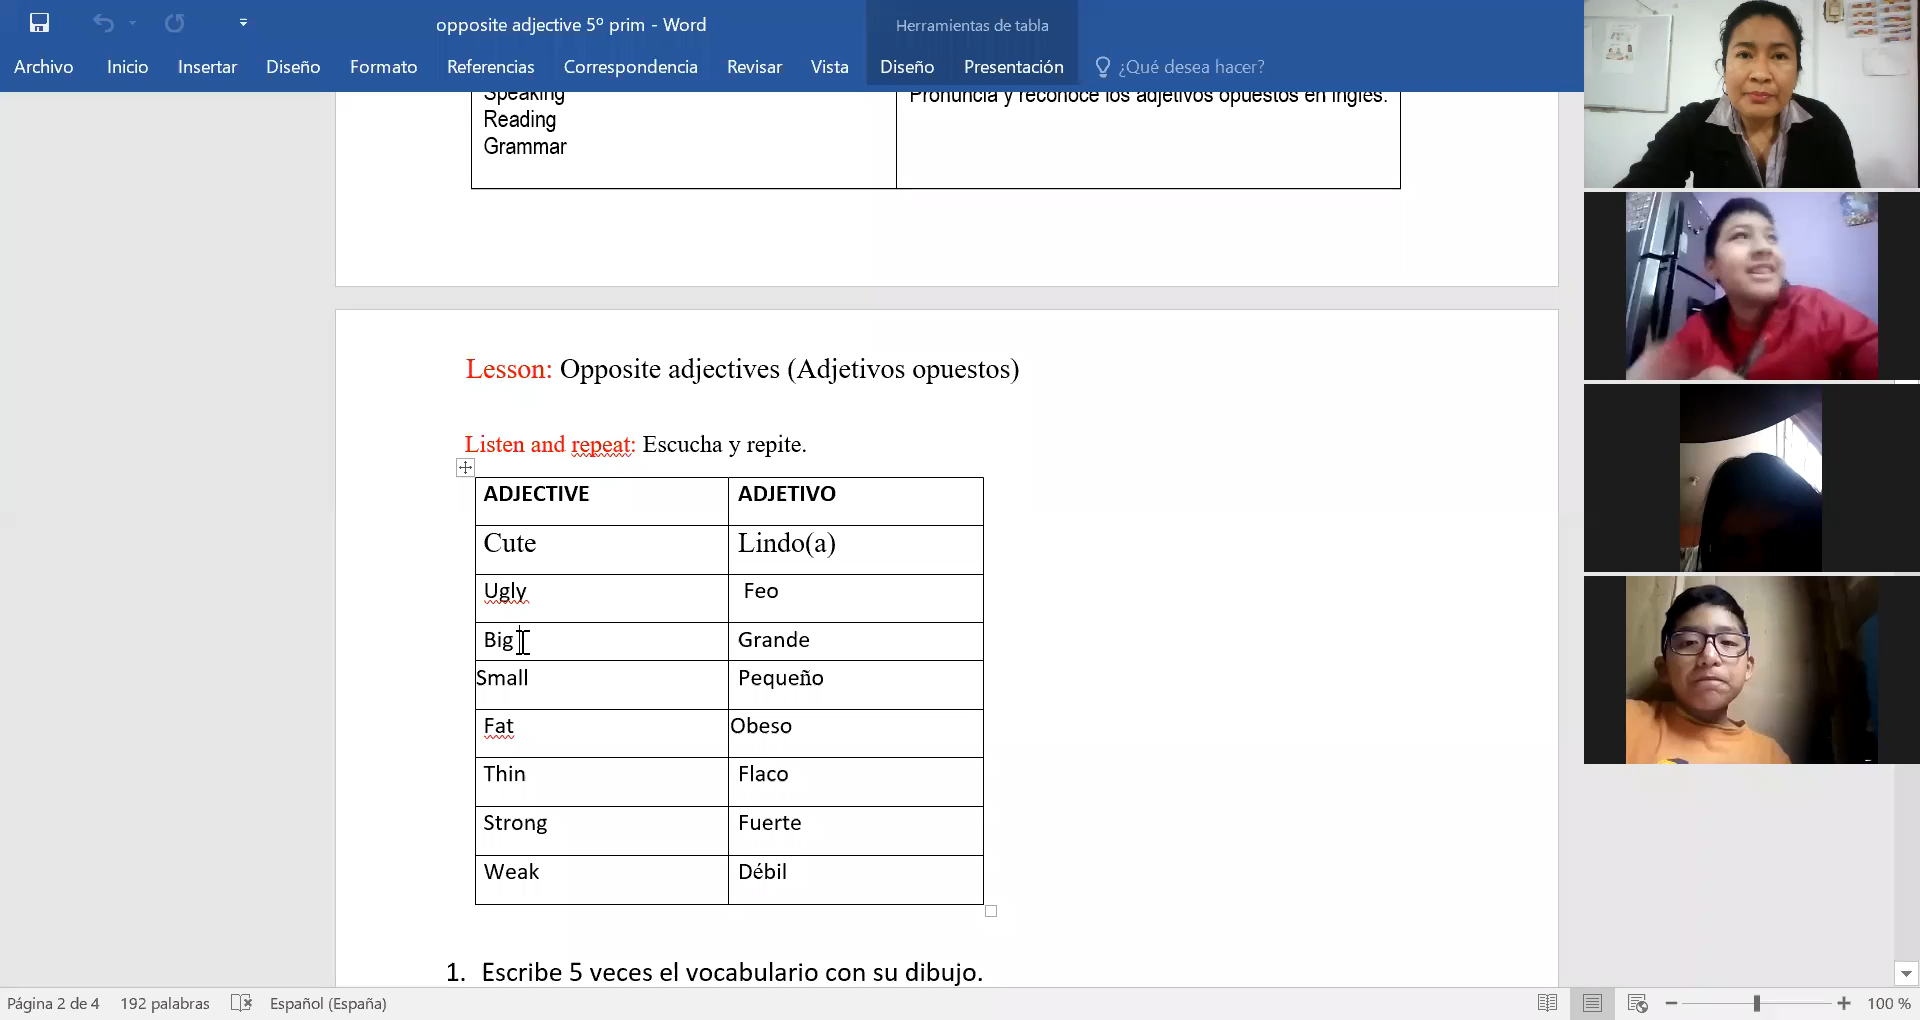 opposite adjective 5º prim - Word
Herramientas de tabla
Archivo Inicio Insertar Diseño Formato Referencias Correspondencia Revisar Vista Diseño Presentación ¿Qué desea hacer?
Speaking
Pronuncia y reconoce los adjetivos opuestos en inglés.
Reading
Grammar
Lesson: Opposite adjectives (Adjetivos opuestos)
Listen and repeat: Escucha y repite.
ADJECTIVE ADJETIVO
Cute Lindo(a)
Ugly Feo
Big Grande
Small Pequeño
Fat Obeso
Thin Flaco
Strong Fuerte
Weak Débil
1. Escribe 5 veces el vocabulario con su dibujo.
Página 2 de 4 192 palabras Español (España) 100 %